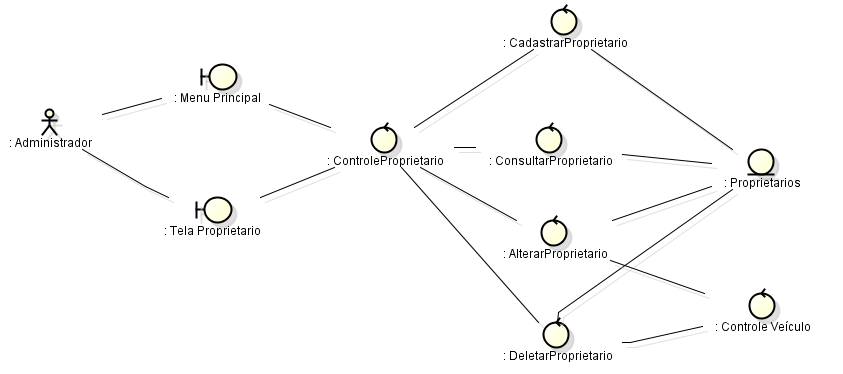 : CadastrarProprietario
: Menu Principal
: Administrador
: ControleProprietario
: ConsultarProprietario
: Proprietarios
: Tela Proprietario
: AlterarProprietario
: Controle Veículo
: DeletarProprietario